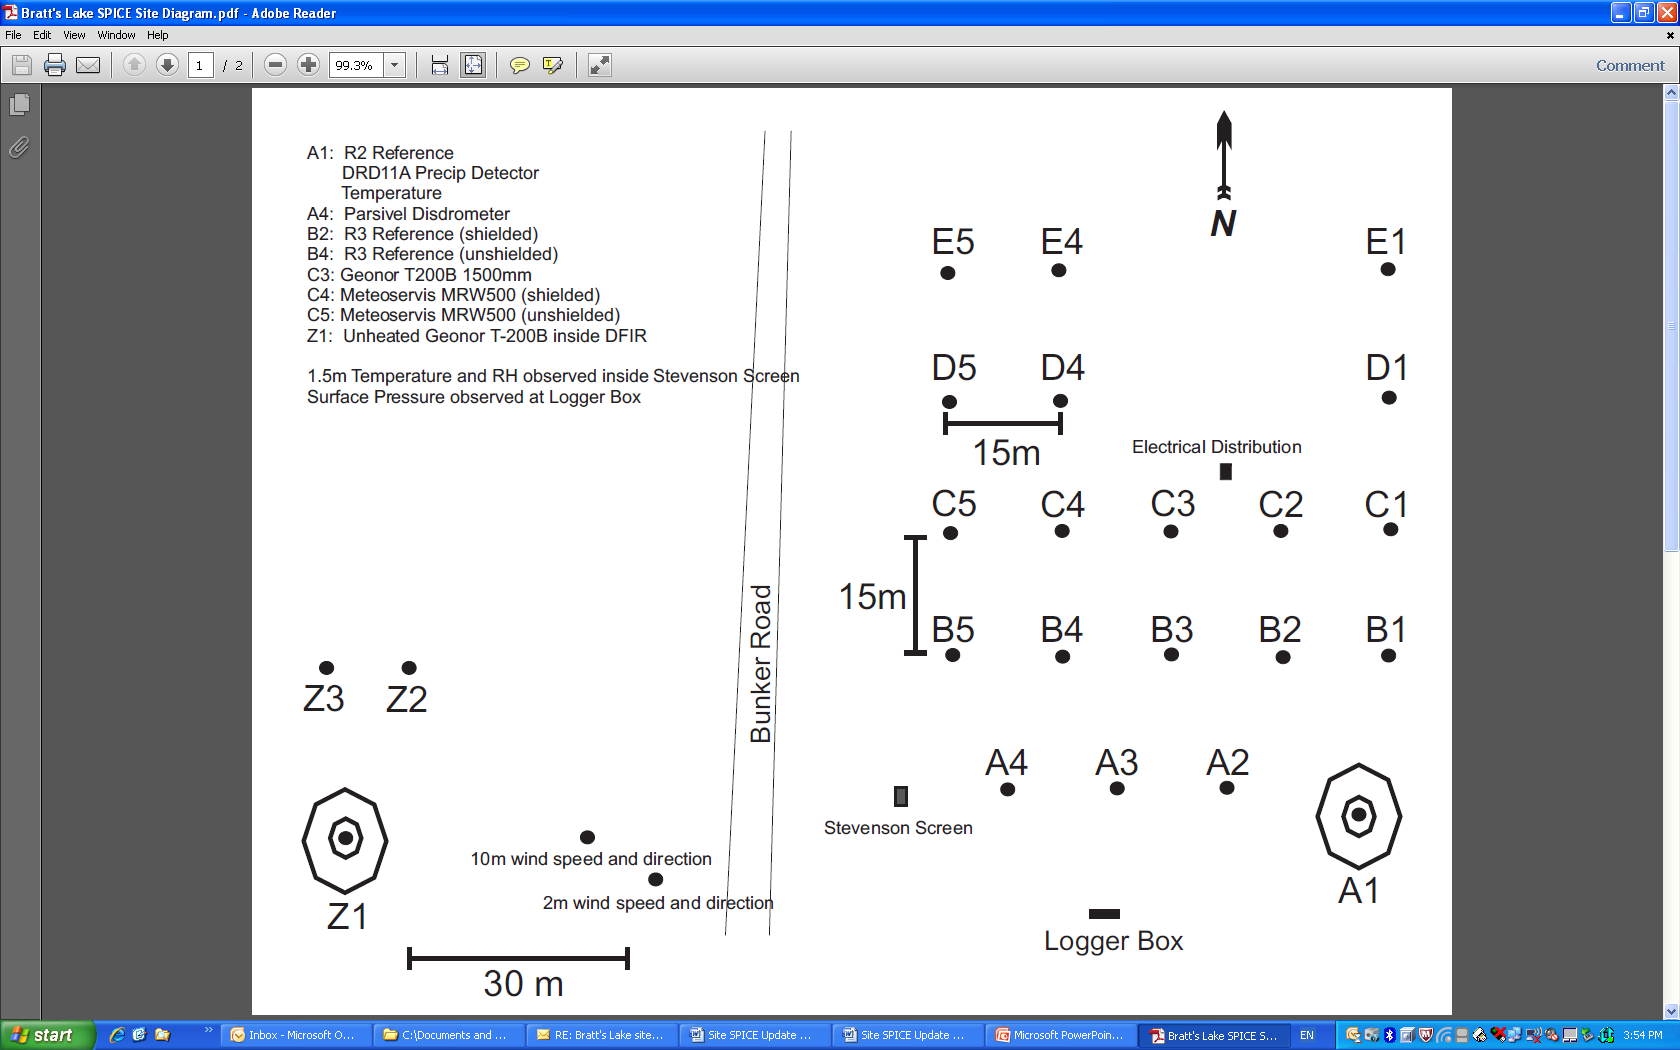 Bratt's Lake SPICE Site Diagram.pdf - Adobe Reader
File Edit View Window Help
1 / 2 99.3% Comment
A1: R2 Reference
DRD11A Precip Detector
Temperature
A4: Parsivel Disdrometer
B2: R3 Reference (shielded)
B4: R3 Reference (unshielded)
C3: Geonor T200B 1500mm
C4: Meteoservis MRW500 (shielded)
C5: Meteoservis MRW500 (unshielded)
Z1: Unheated Geonor T-200B inside DFIR
1.5m Temperature and RH observed inside Stevenson Screen
Surface Pressure observed at Logger Box
N
E5 E4 E1
D5 D4 D1
15m
Electrical Distribution
C5 C4 C3 C2 C1
15m
B5 B4 B3 B2 B1
Bunker Road
Z3 Z2
A4 A3 A2
Stevenson Screen
10m wind speed and direction
A1
2m wind speed and direction
Z1
Logger Box
30 m
start Inbox - Microsoft O... C:\Documents and ... RE: Bratt's Lake site... Site SPICE Update ... Site SPICE Update ... Microsoft PowerPoin... Bratt's Lake SPICE S... EN 3:54 PM